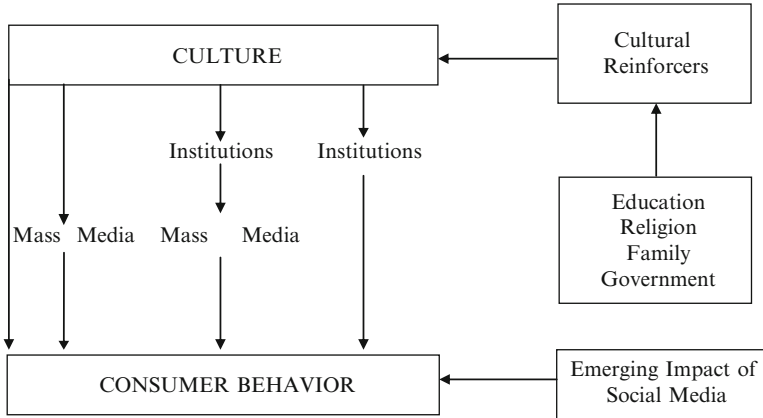 CULTURE
Cultural
Reinforcers
Institutions
Institutions
Mass Media
Mass Media
Education
Religion
Family
Government
CONSUMER BEHAVIOR
Emerging Impact of
Social Media